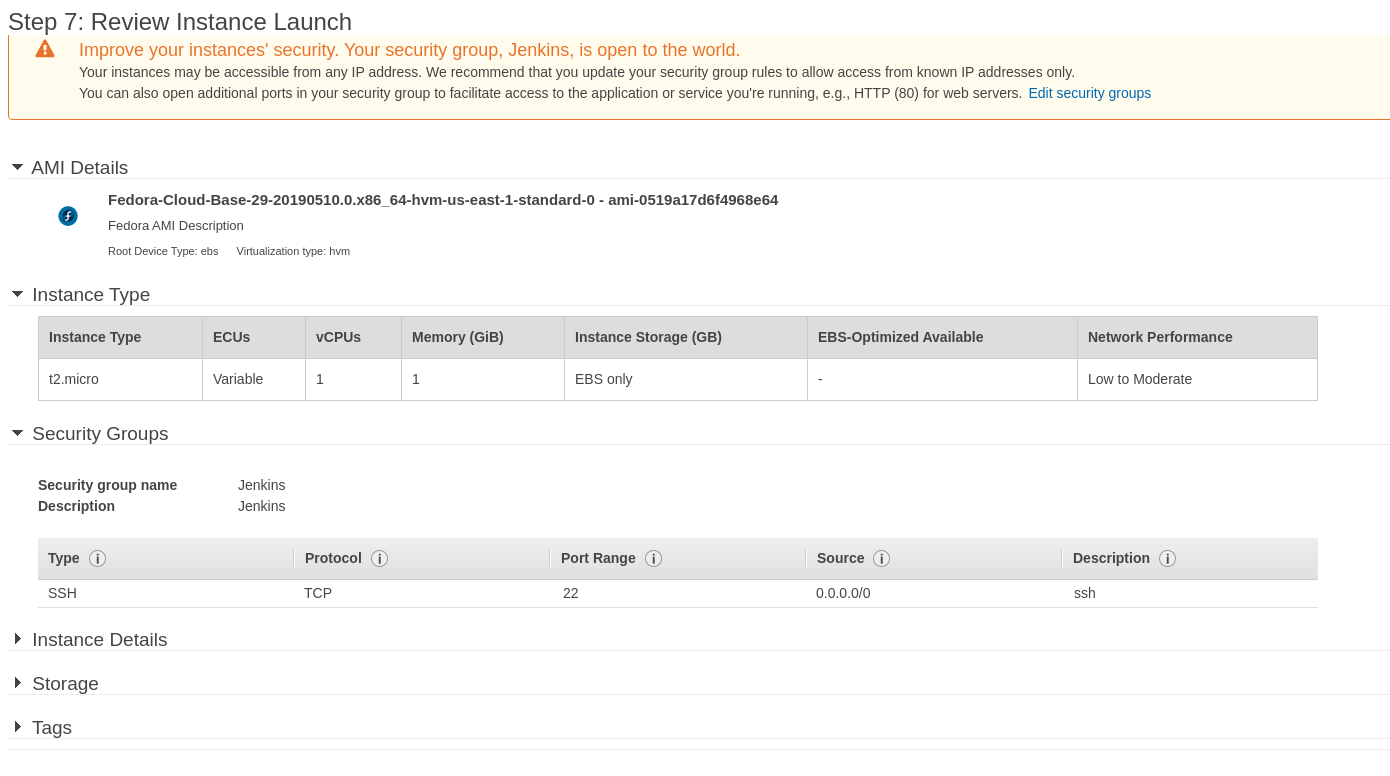 Step 7: Review Instance Launch
Improve your instances' security. Your security group, Jenkins, is open to the world.
Your instances may be accessible from any IP address. We recommend that you update your security group rules to allow access from known IP addresses only.
You can also open additional ports in your security group to facilitate access to the application or service you're running, e.g., HTTP (80) for web servers. Edit security groups
AMI Details
Fedora-Cloud-Base-29-20190510.0.x86_64-hvm-us-east-1-standard-0 - ami-0519a17d6f4968e64
Fedora AMI Description
Root Device Type: ebs Virtualization type: hvm
Instance Type
Instance Type ECUs vCPUs Memory (GiB) Instance Storage (GB) EBS-Optimized Available Network Performance
t2.micro Variable 1 1 EBS only - Low to Moderate
Security Groups
Security group name Jenkins
Description Jenkins
Type Protocol Port Range Source Description
SSH TCP 22 0.0.0.0/0 ssh
Instance Details
Storage
Tags